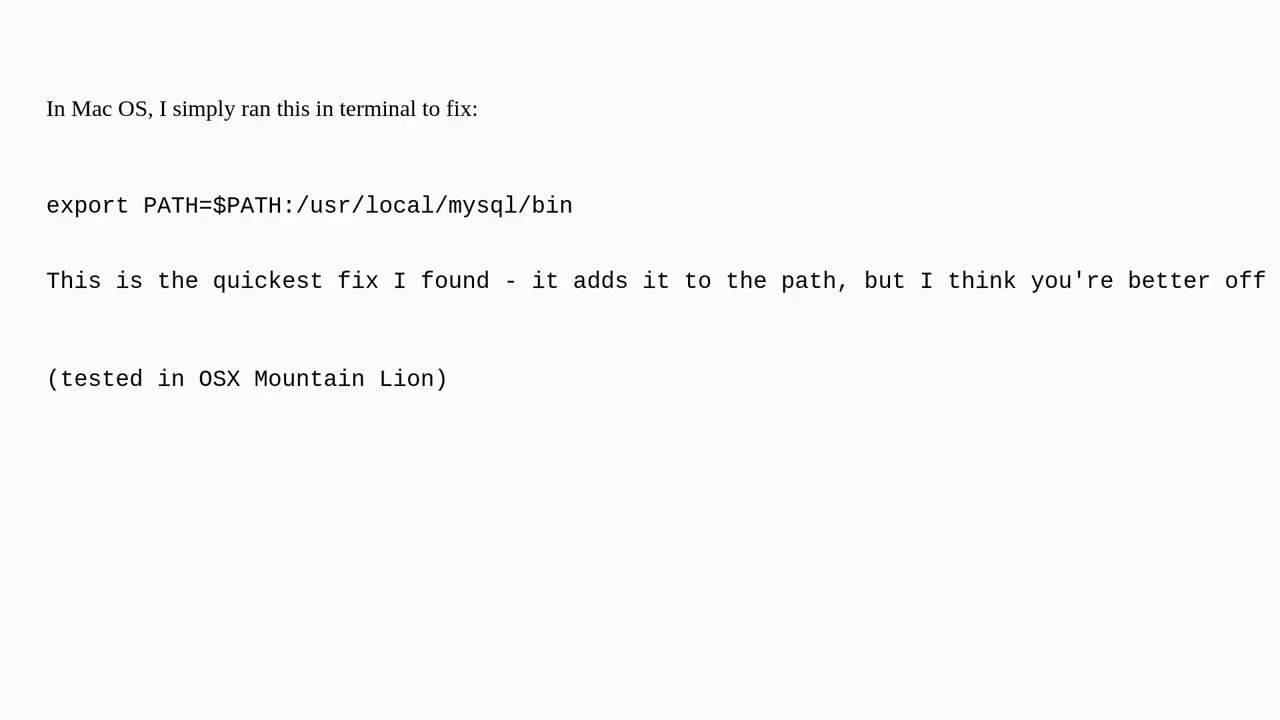 In Mac OS, I simply ran this in terminal to fix:
export PATH=$PATH:/usr/local/mysql/bin
This is the quickest fix I found - it adds it to the path, but I think you're better off
(tested in OSX Mountain Lion)